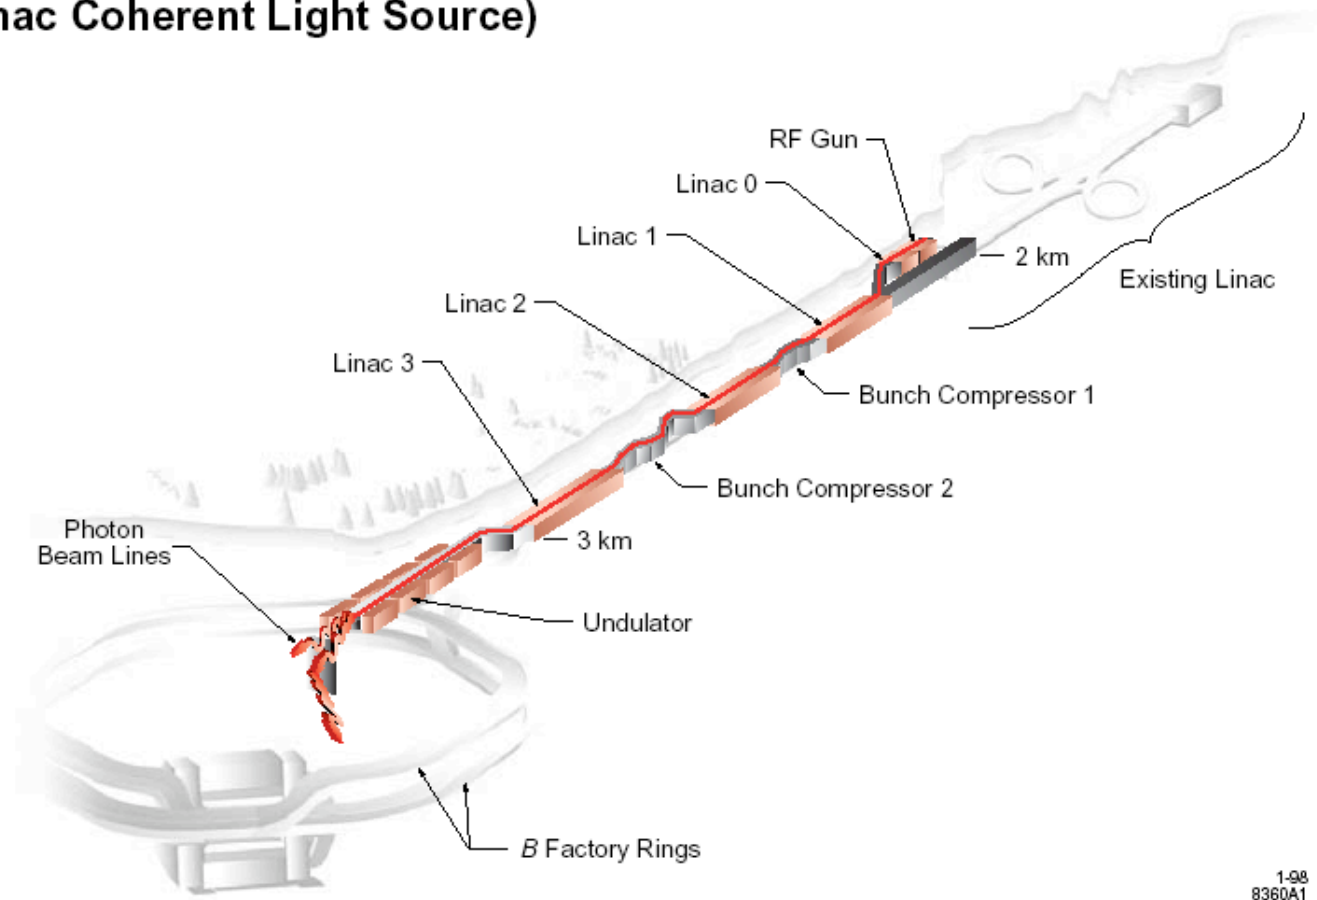 nac Coherent Light Source)
RF Gun
Linac 0
Linac 1
2 km
Existing Linac
Linac 2
Linac 3
Bunch Compressor 1
Bunch Compressor 2
Photon
Beam Lines
3 km
Undulator
B Factory Rings
1-98
8360A1